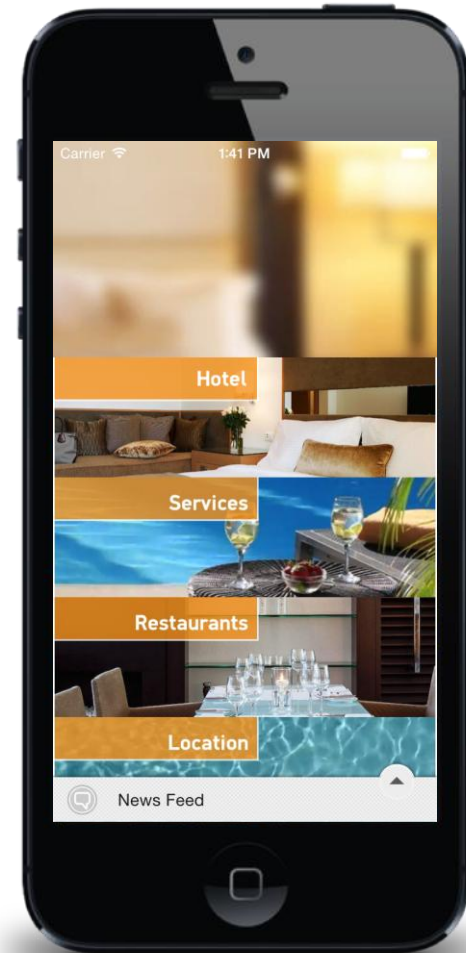 Carrier 1:41 PM
Hotel
Services
Restaurants
Location
News Feed